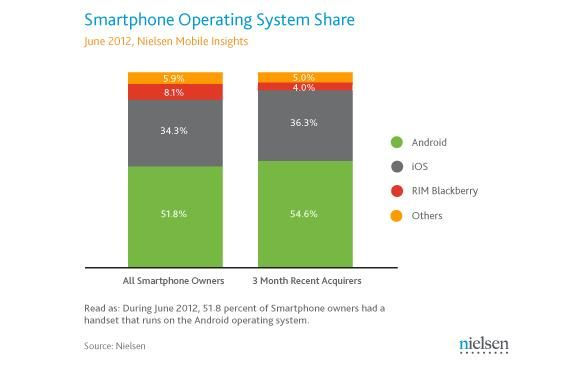 Smartphone Operating System Share
June 2012, Nielsen Mobile Insights
5.9%
8.1%
34.3%
51.8%
5.0%
4.0%
36.3%
54.6%
Android
iOS
RIM Blackberry
Others
All Smartphone Owners
3 Month Recent Acquirers
Read as: During June 2012, 51.8 percent of Smartphone owners had a
handset that runs on the Android operating system.
Source: Nielsen
nielsen